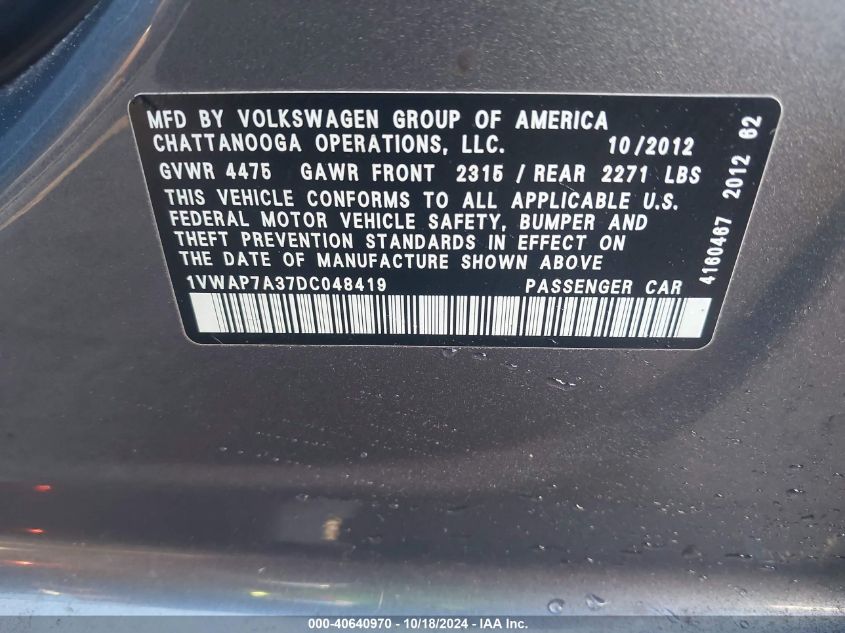 MFD BY VOLKSWAGEN GROUP OF AMERICA
CHATTANOOGA OPERATIONS, LLC. 10/2012
GVWR 4475 GAWR FRONT 2315 / REAR 2271 LBS
THIS VEHICLE CONFORMS TO ALL APPLICABLE U.S.
FEDERAL MOTOR VEHICLE SAFETY, BUMPER AND
THEFT PREVENTION STANDARDS IN EFFECT ON
THE DATE OF MANUFACTURE SHOWN ABOVE
1VWAP7A37DC048419 PASSENGER CAR
4160467 2012 62
000-40640970 - 10/18/2024 - IAA Inc.